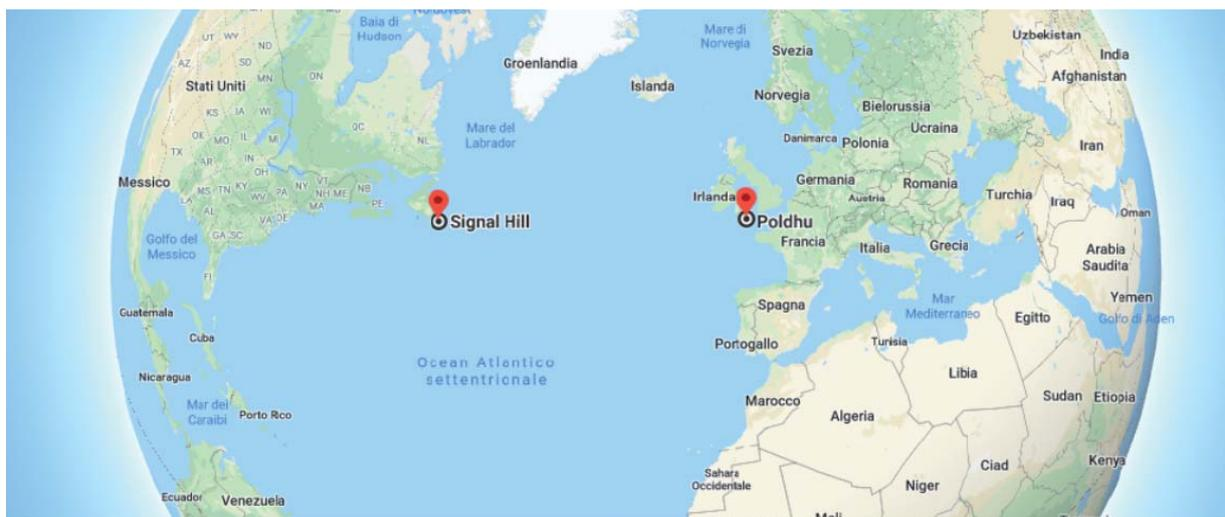 Baia di
Hudson
Mare di
Norvegia
Svezia
Uzbekistan
India
UT
WY
ND
Groenlandia
AZ
SD
ON
Afghanistan
Stati Uniti
MN
Islanda
Norvegia
Bielorussia
KS
IA
WI
QC
NL
Mare del
Labrador
Ucraina
OK
MO
IL
MI
Danimarca
Polonia
Iran
TX
AR
IN
OH
Messico
MS
TN
KY
WV
PA
NY
VT
NH
ME
NB
PE
MA
Germania
Romania
Irlanda
Austria
Turchia
Iraq
LA
AL
VA
DE
Oman
Signal Hill
Poldhu
GA
SC
Golfo del
Messico
Francia
Italia
Grecia
Arabia
Saudita
FL
Spagna
Mar
Mediterraneo
Yemen
Guatemala
Egitto
Golfo di Aden
Cuba
Portogallo
Tunisia
Ocean Atlantico
settentrionale
Libia
Nicaragua
Marocco
Sudan
Etiopia
Mar dei
Caraibi
Porto Rico
Algeria
Ciad
Kenya
Sahara
Occidentale
Niger
Ecuador
Venezuela
Mali